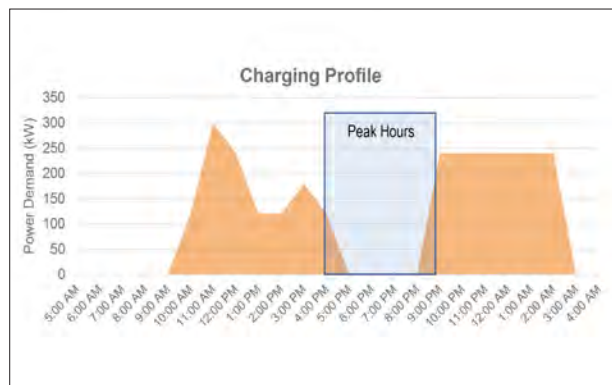 Charging Profile
Power Demand (kW)
350
300
250
200
150
100
50
0
Peak Hours
5:00 AM
6:00 AM
7:00 AM
8:00 AM
9:00 AM
10:00 AM
11:00 AM
12:00 PM
1:00 PM
2:00 PM
3:00 PM
4:00 PM
5:00 PM
6:00 PM
7:00 PM
8:00 PM
9:00 PM
10:00 PM
11:00 PM
12:00 AM
1:00 AM
2:00 AM
3:00 AM
4:00 AM